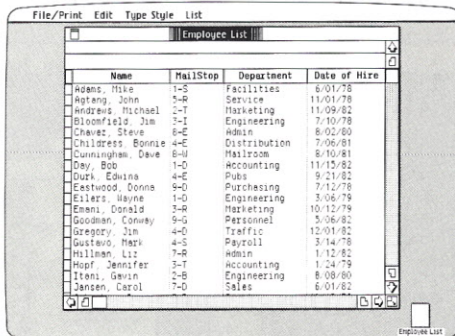 File/Print Edit Type Style List
Employee List
Name MailStop Department Date of Hire
Adams, Mike 1-S Facilities 6/01/78
Agtang, John 5-R Service 11/01/78
Andrews, Michael 2-T Marketing 11/09/82
Bloomfield, Jim 3-I Engineering 7/10/78
Chavez, Steve 8-E Admin 8/02/80
Childress, Bonnie 4-E Distribution 7/06/81
Cunningham, Dave 8-W Mailroom 8/10/81
Day, Bob 1-D Accounting 11/15/82
Durk, Edwina 4-E Pubs 9/21/82
Eastwood, Donna 9-D Purchasing 7/12/78
Eilers, Wayne 1-D Engineering 3/06/79
Emani, Donald 3-R Marketing 10/12/79
Goodman, Conway 9-G Personnel 5/06/82
Gregory, Jim 4-D Traffic 12/01/82
Gustavo, Mark 4-S Payroll 3/14/78
Hillman, Liz 7-R Admin 1/12/82
Hopf, Jennifer 3-T Accounting 1/24/79
Itani, Gavin 2-B Engineering 8/08/80
Jansen, Carol 7-D Sales 6/01/82
Employee List